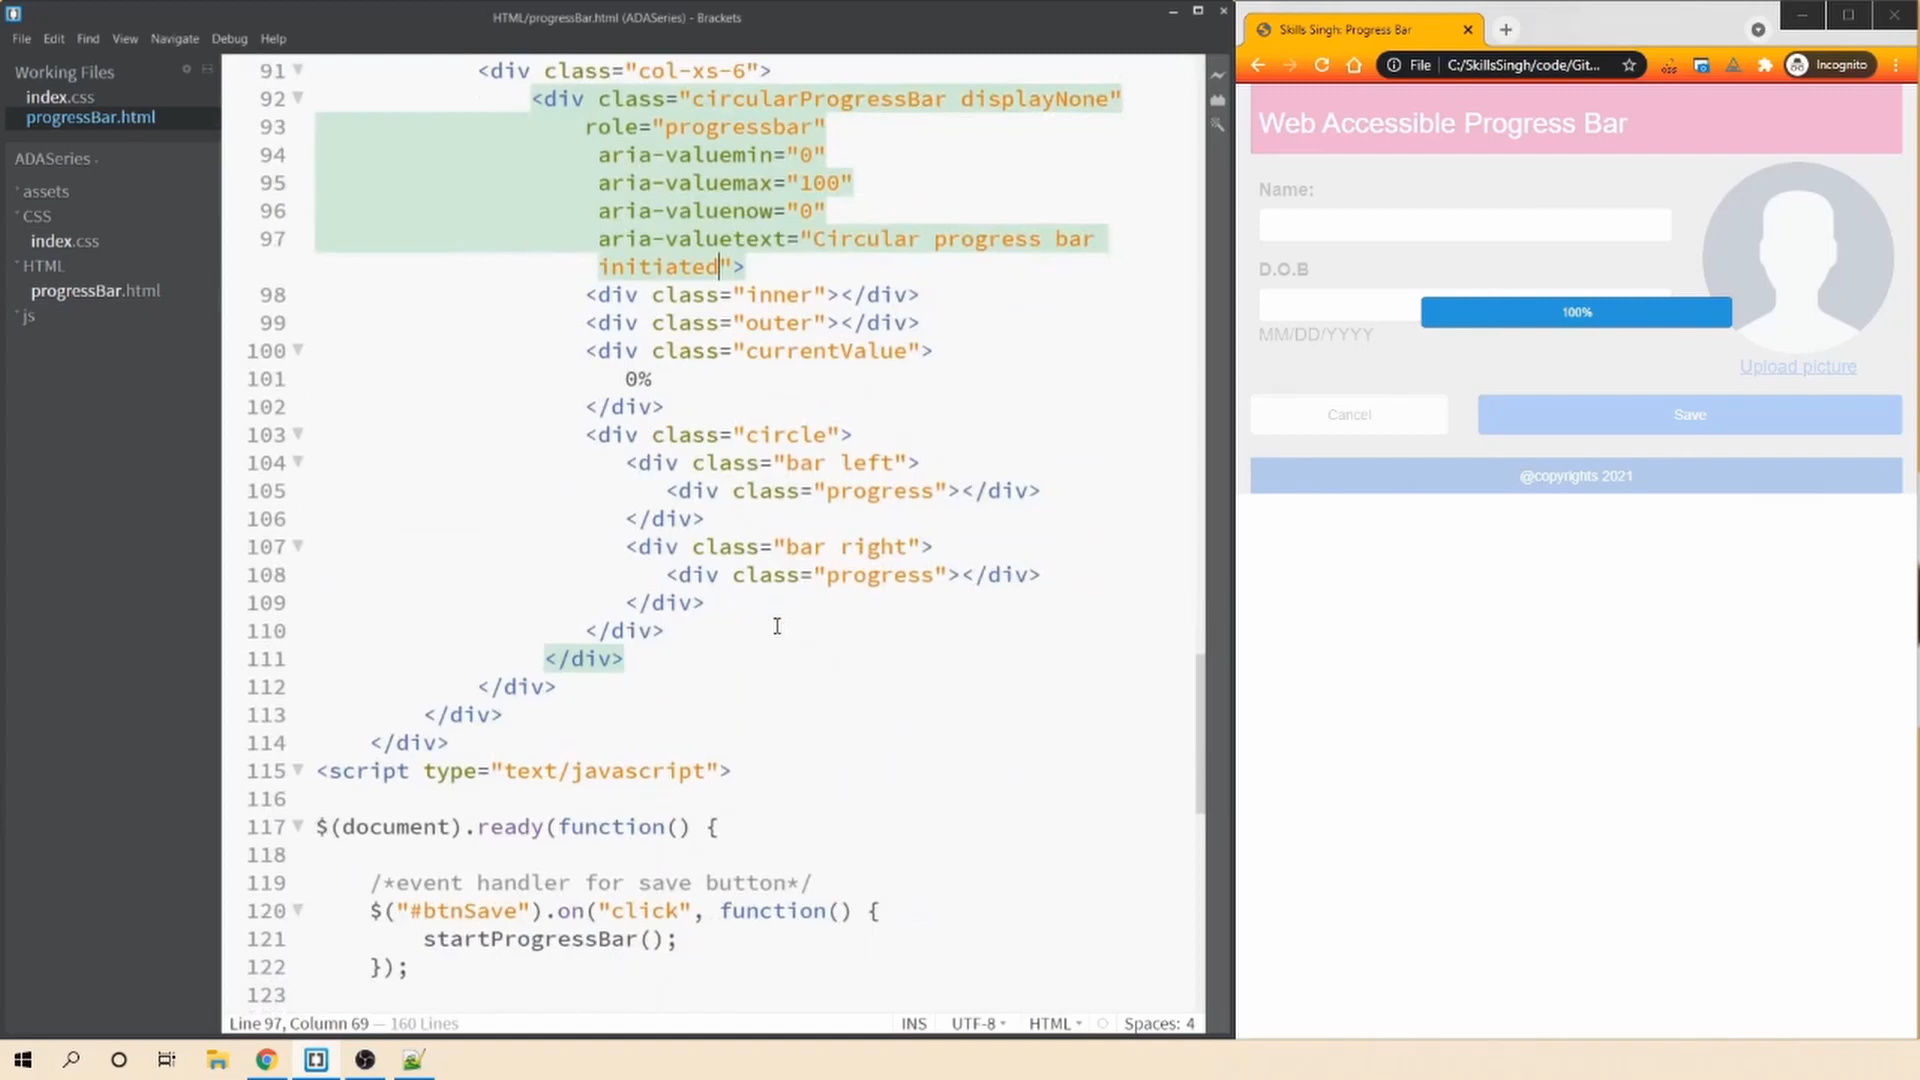 HTML/progressBar.html (ADASeries) - Brackets
File Edit Find View Navigate Debug Help
Working Files
index.css
progressBar.html
ADASeries
assets
CSS
index.css
HTML
progressBar.html
js
91 <div class="col-xs-6">
92 <div class="circularProgressBar displayNone"
93 role="progressbar"
94 aria-valuemin="0"
95 aria-valuemax="100"
96 aria-valuenow="0"
97 aria-valuetext="Circular progress bar
initiated">
98 <div class="inner"></div>
99 <div class="outer"></div>
100 <div class="currentValue">
101 0%
102 </div>
103 <div class="circle">
104 <div class="bar left">
105 <div class="progress"></div>
106 </div>
107 <div class="bar right">
108 <div class="progress"></div>
109 </div>
110 </div>
111 </div>
112 </div>
113 </div>
114 </div>
115 <script type="text/javascript">
116
117 $(document).ready(function() {
118
119 /*event handler for save button*/
120 $("#btnSave").on("click", function() {
121 startProgressBar();
122 });
123
Line 97, Column 69 — 160 Lines
INS UTF-8 HTML Spaces: 4
Skills Singh: Progress Bar
File C:/SkillsSingh/code/Git... Incognito
Web Accessible Progress Bar
Name:
D.O.B
100%
MM/DD/YYYY
Upload picture
Cancel Save
@copyrights 2021